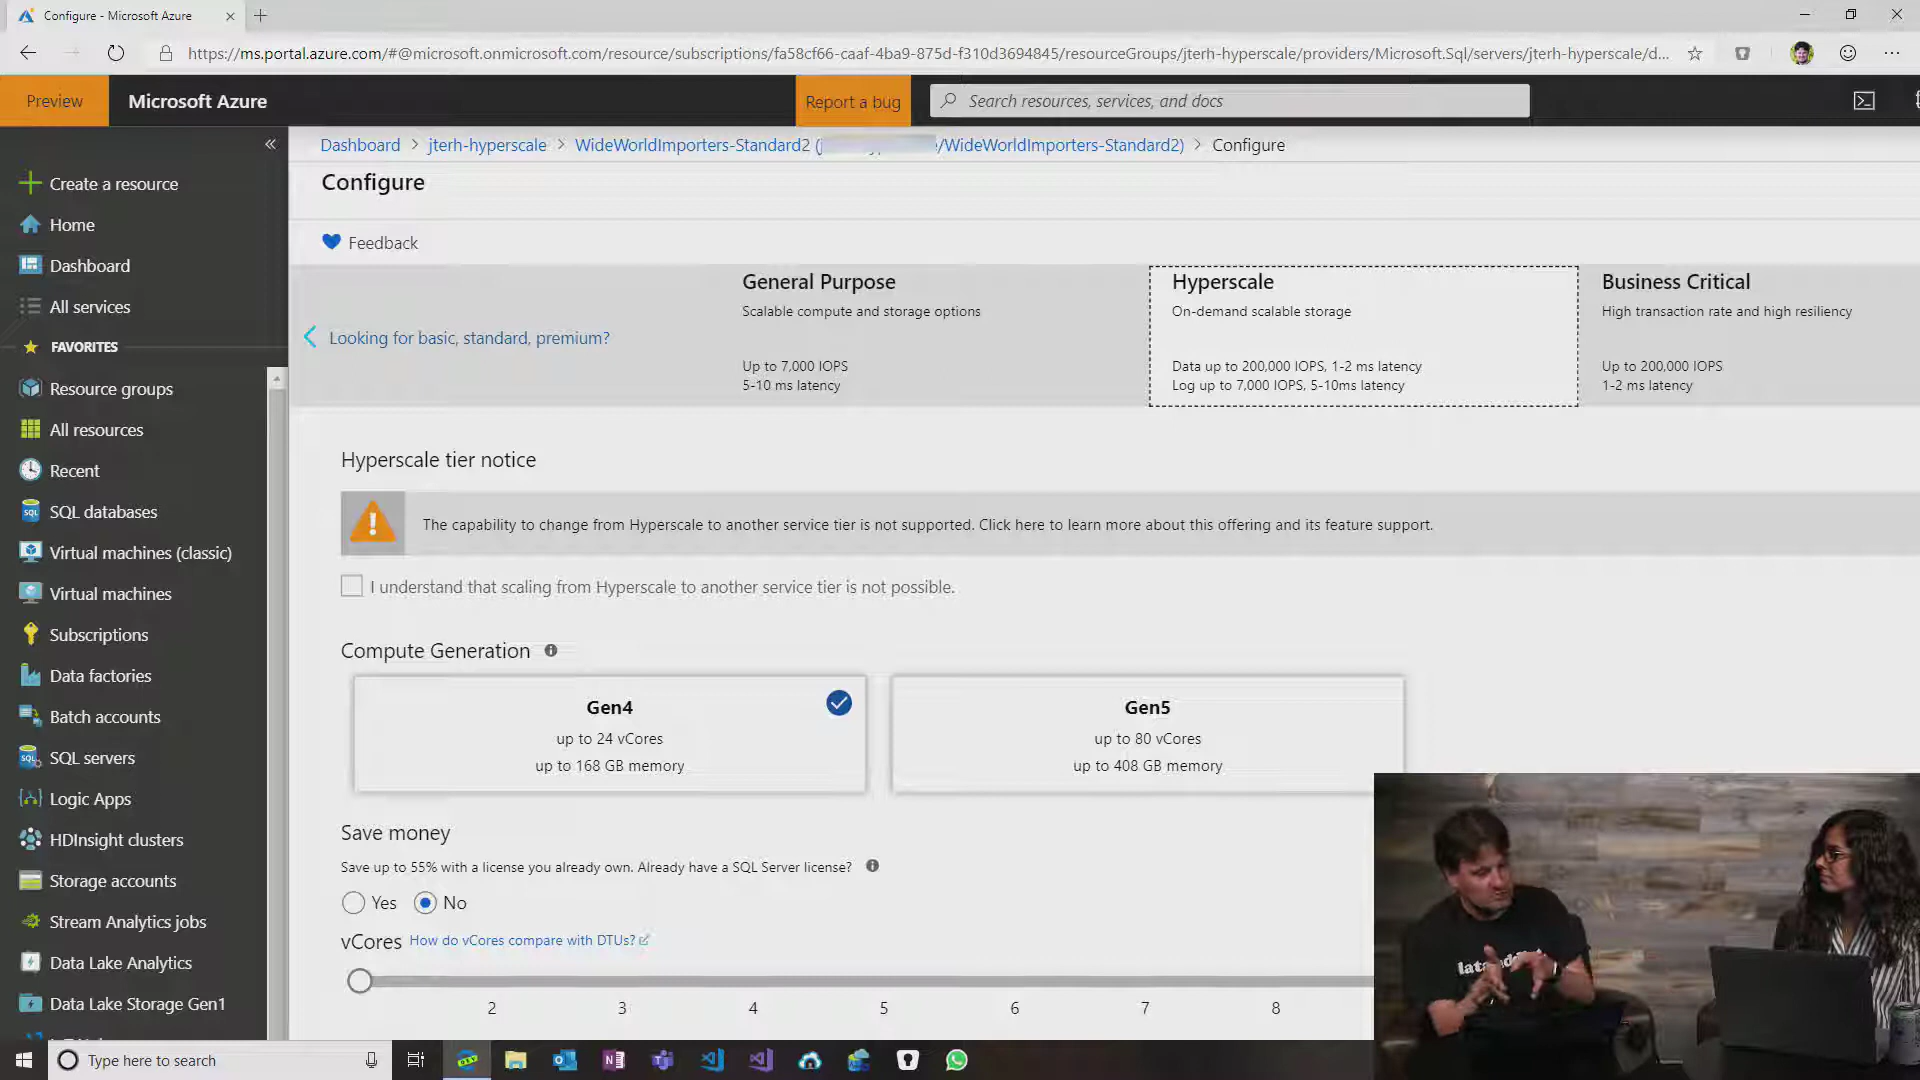 Configure - Microsoft Azure
https://ms.portal.azure.com/#@microsoft.onmicrosoft.com/resource/subscriptions/fa58cf66-caaf-4ba9-875d-f310d3694845/resourceGroups/jterh-hyperscale/providers/Microsoft.Sql/servers/jterh-hyperscale/d...
Preview
Microsoft Azure
Report a bug
Search resources, services, and docs
Dashboard > jterh-hyperscale > WideWorldImporters-Standard2 ( /WideWorldImporters-Standard2) > Configure
Configure
Feedback
Create a resource
Home
Dashboard
All services
FAVORITES
Resource groups
All resources
Recent
SQL databases
Virtual machines (classic)
Virtual machines
Subscriptions
Data factories
Batch accounts
SQL servers
Logic Apps
HDInsight clusters
Storage accounts
Stream Analytics jobs
Data Lake Analytics
Data Lake Storage Gen1
Looking for basic, standard, premium?
General Purpose
Scalable compute and storage options
Up to 7,000 IOPS
5-10 ms latency
Hyperscale
On-demand scalable storage
Data up to 200,000 IOPS, 1-2 ms latency
Log up to 7,000 IOPS, 5-10ms latency
Business Critical
High transaction rate and high resiliency
Up to 200,000 IOPS
1-2 ms latency
Hyperscale tier notice
The capability to change from Hyperscale to another service tier is not supported. Click here to learn more about this offering and its feature support.
I understand that scaling from Hyperscale to another service tier is not possible.
Compute Generation
Gen4
up to 24 vCores
up to 168 GB memory
Gen5
up to 80 vCores
up to 408 GB memory
Save money
Save up to 55% with a license you already own. Already have a SQL Server license?
Yes No
vCores How do vCores compare with DTUs?
2 3 4 5 6 7 8
Type here to search